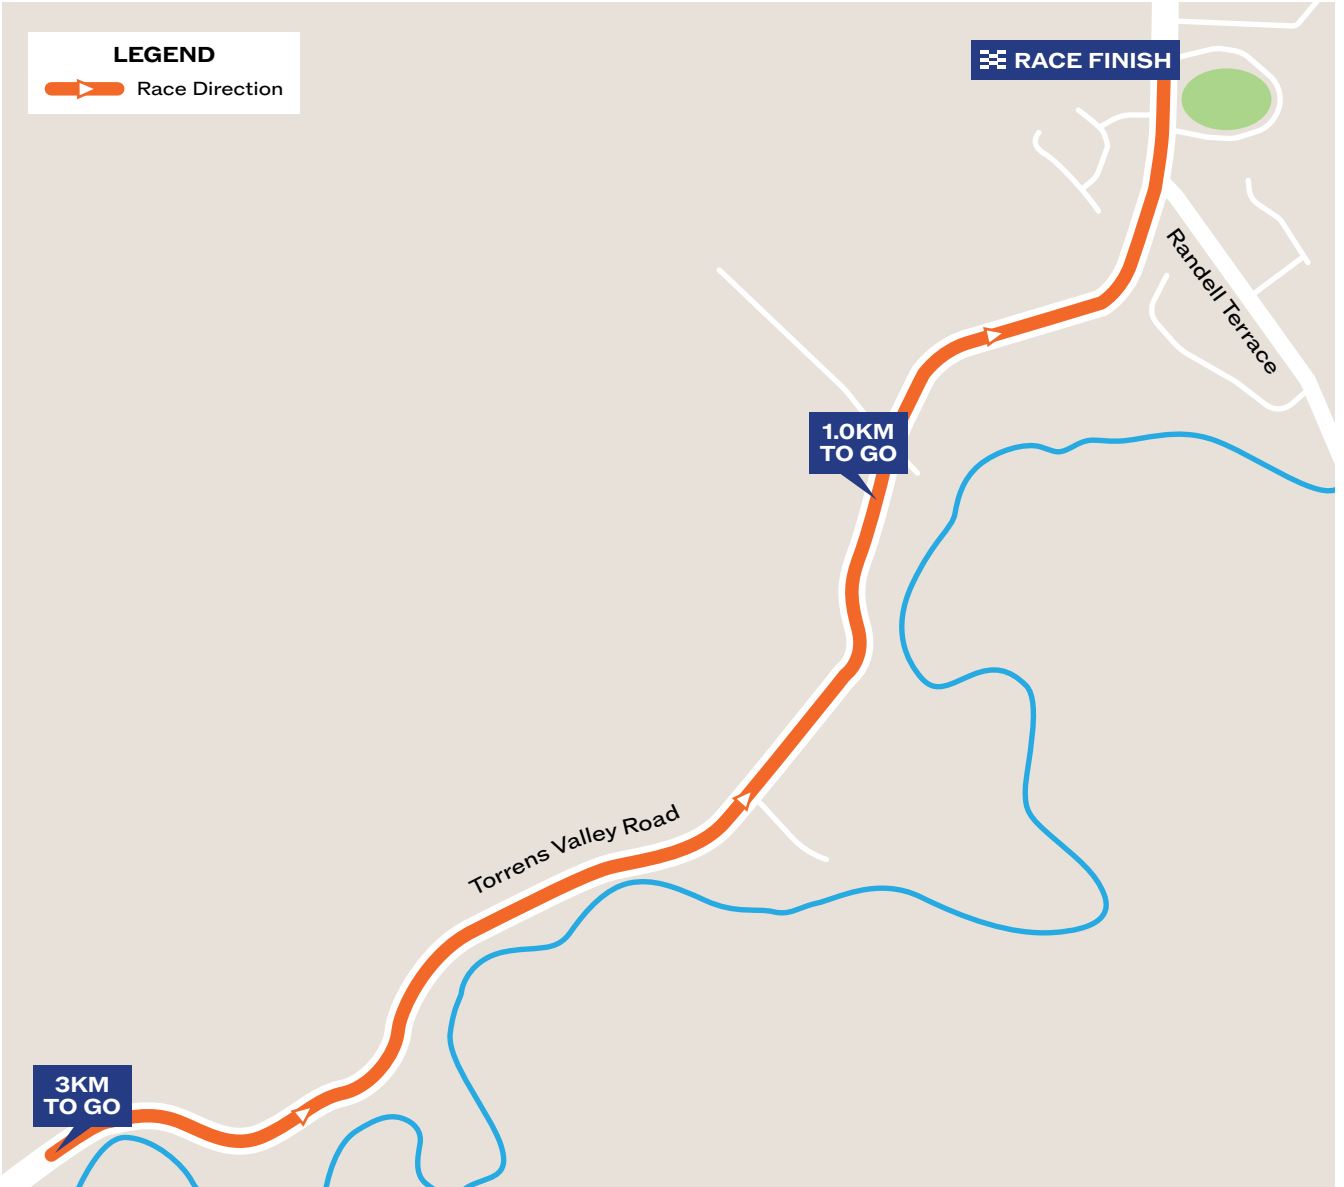 LEGEND
Race Direction
RACE FINISH
Randell Terrace
1.0KM
TO GO
Torrens Valley Road
3KM
TO GO